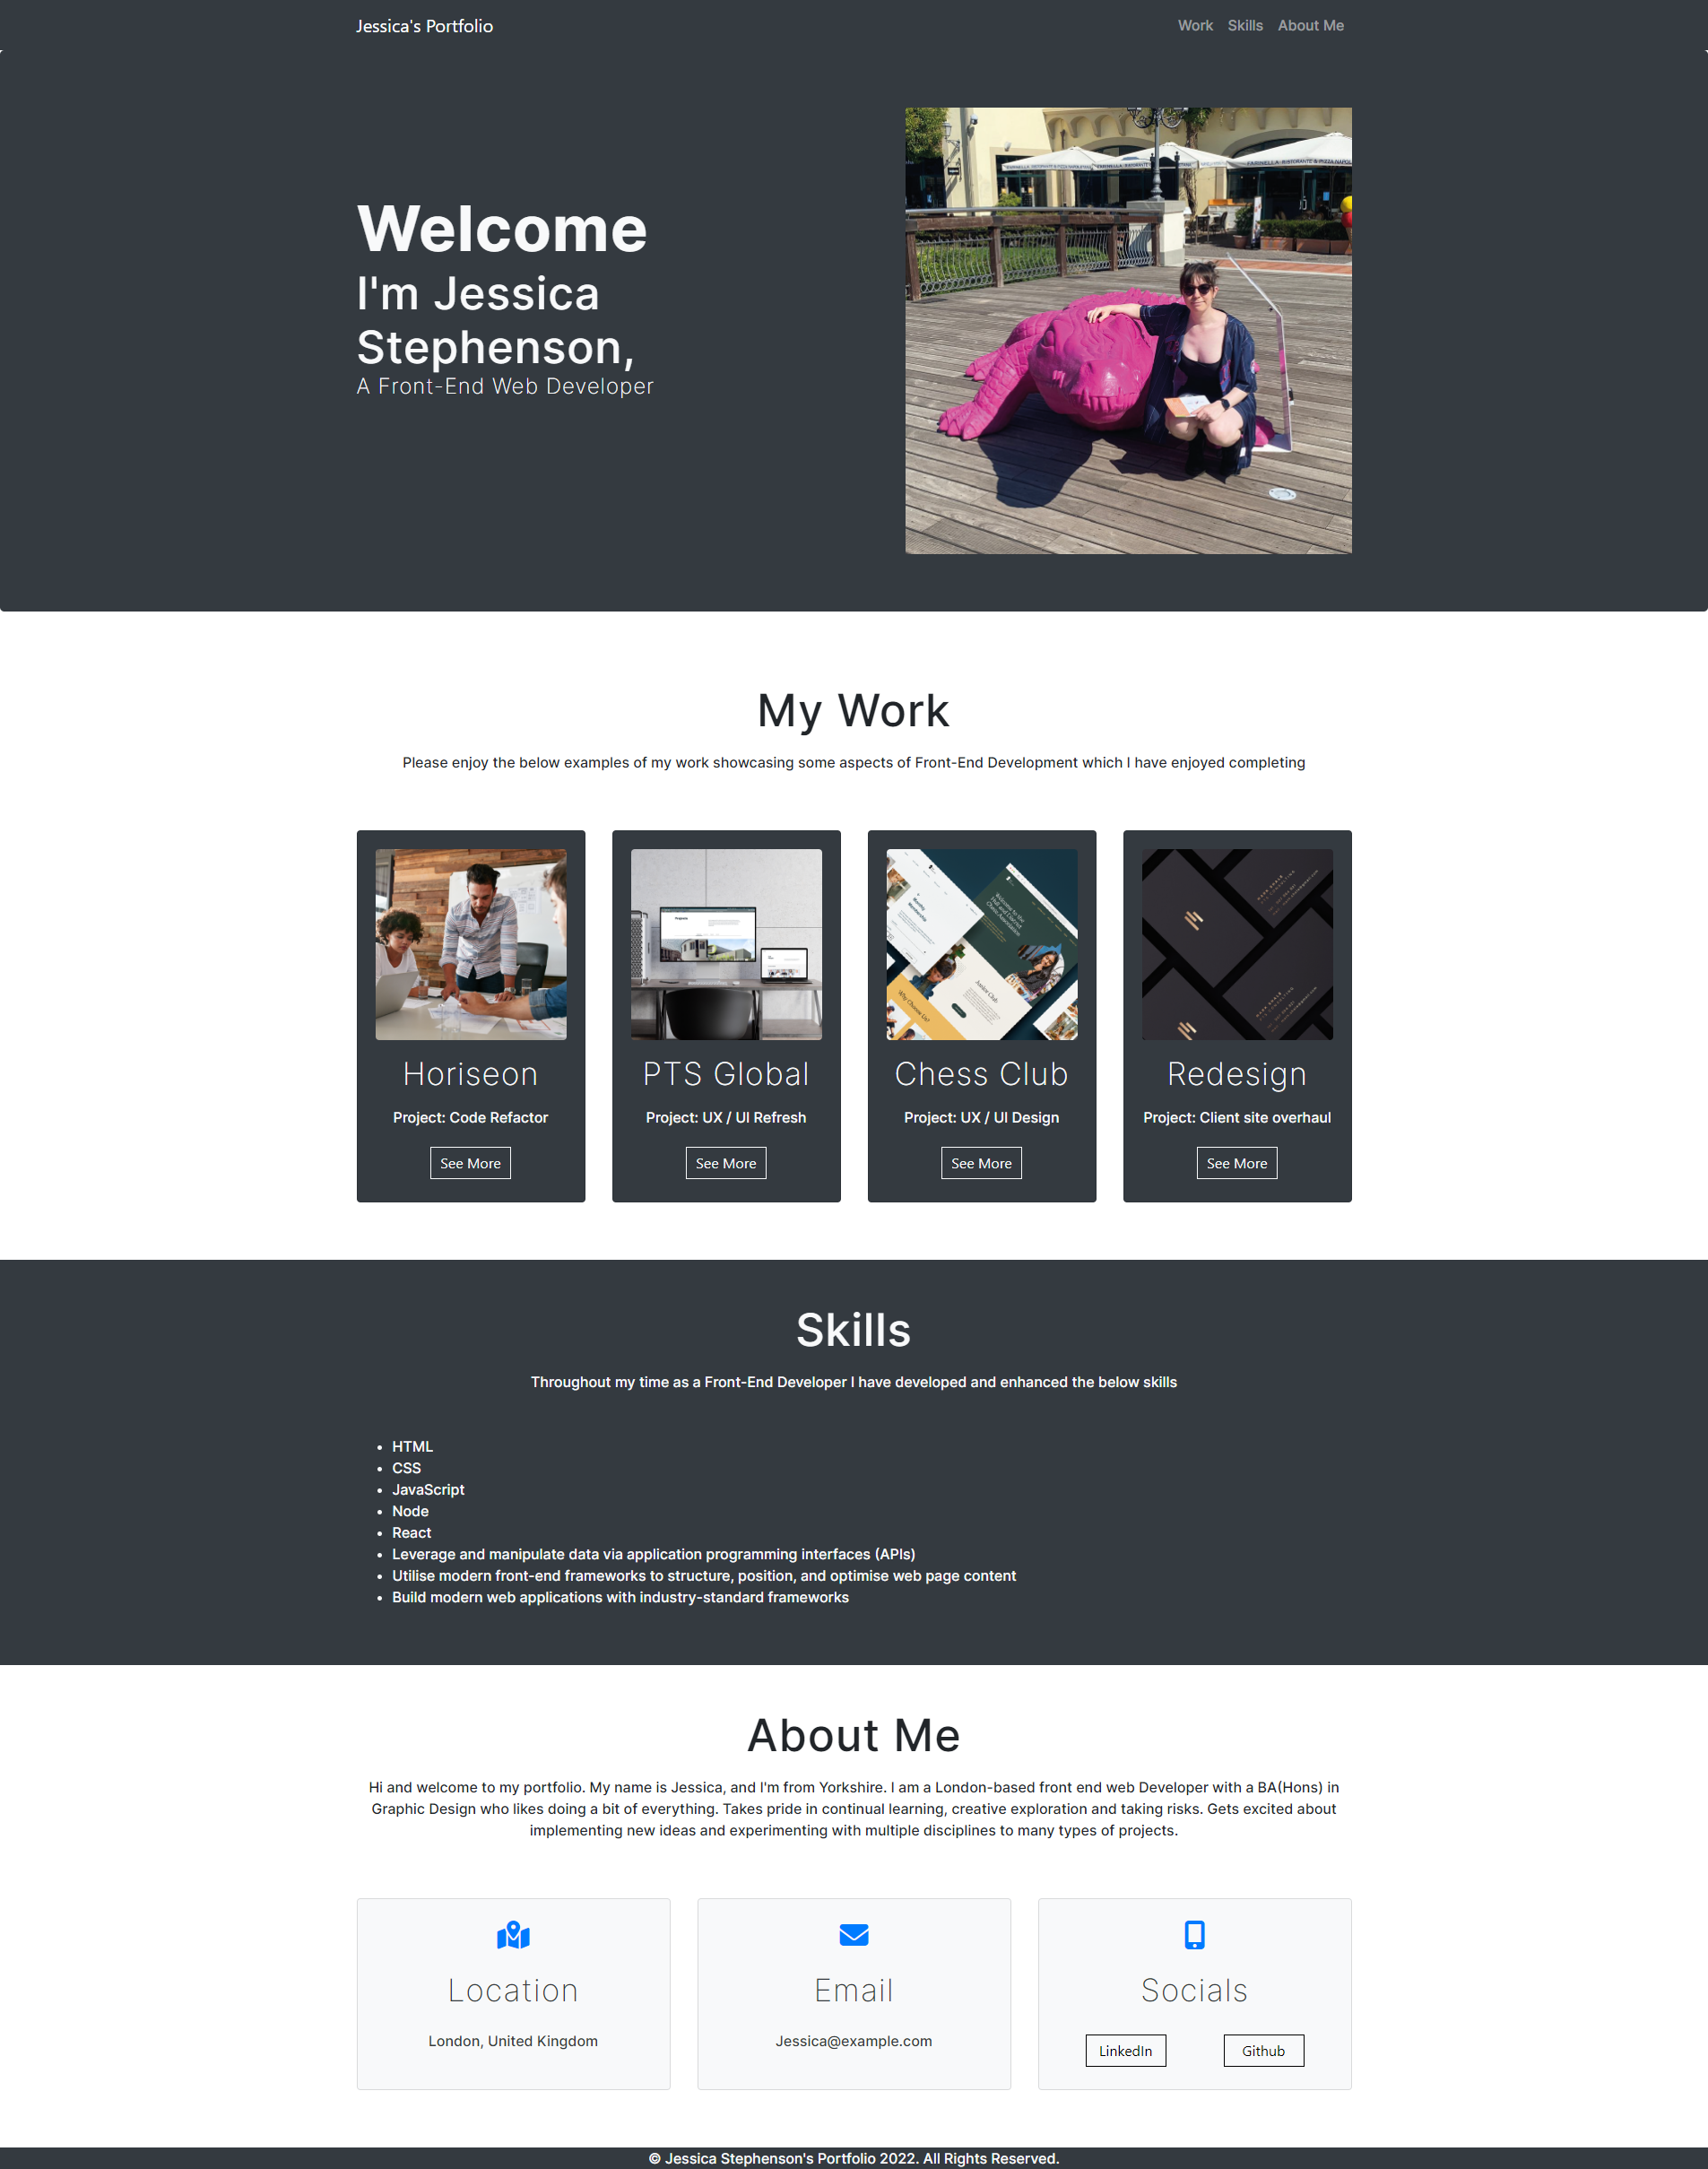 Jessica's Portfolio
Work Skills About Me
Welcome
I'm Jessica
Stephenson,
A Front-End Web Developer
My Work
Please enjoy the below examples of my work showcasing some aspects of Front-End Development which I have enjoyed completing
Horiseon
Project: Code Refactor
See More
PTS Global
Project: UX / UI Refresh
See More
Why Choose Us?
Junior Club
Chess Club
Project: UX / UI Design
See More
Redesign
Project: Client site overhaul
See More
Skills
Throughout my time as a Front-End Developer I have developed and enhanced the below skills
• HTML
• CSS
• JavaScript
• Node
• React
• Leverage and manipulate data via application programming interfaces (APIs)
• Utilise modern front-end frameworks to structure, position, and optimise web page content
• Build modern web applications with industry-standard frameworks
About Me
Hi and welcome to my portfolio. My name is Jessica, and I'm from Yorkshire. I am a London-based front end web Developer with a BA(Hons) in
Graphic Design who likes doing a bit of everything. Takes pride in continual learning, creative exploration and taking risks. Gets excited about
implementing new ideas and experimenting with multiple disciplines to many types of projects.
Location
London, United Kingdom
Email
Jessica@example.com
Socials
LinkedIn Github
© Jessica Stephenson's Portfolio 2022. All Rights Reserved.